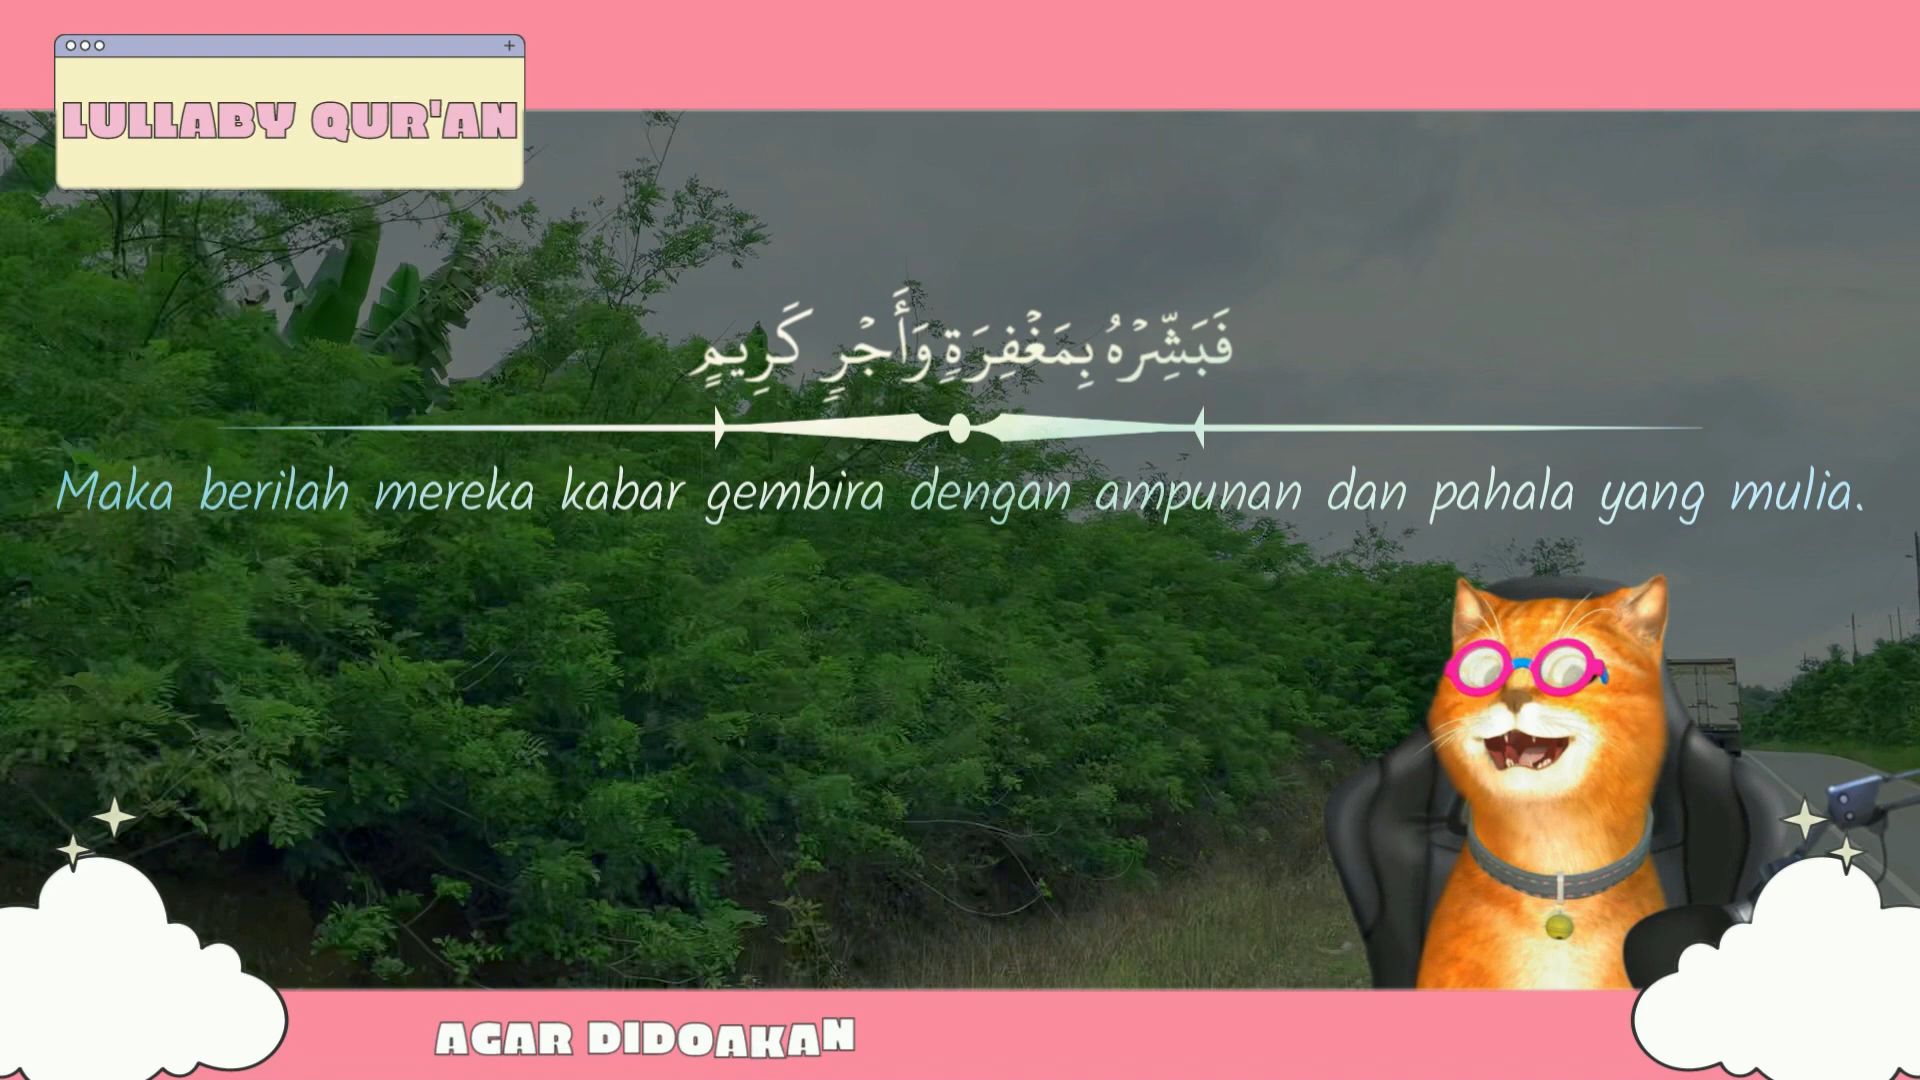 LULLABY QUR'AN
فَبَشِّرْهُ بِمَغْفِرَةٍ وَأَجْرٍ كَرِيمٍ
Maka berilah mereka kabar gembira dengan ampunan dan pahala yang mulia.
AGAR DIDOAKAN